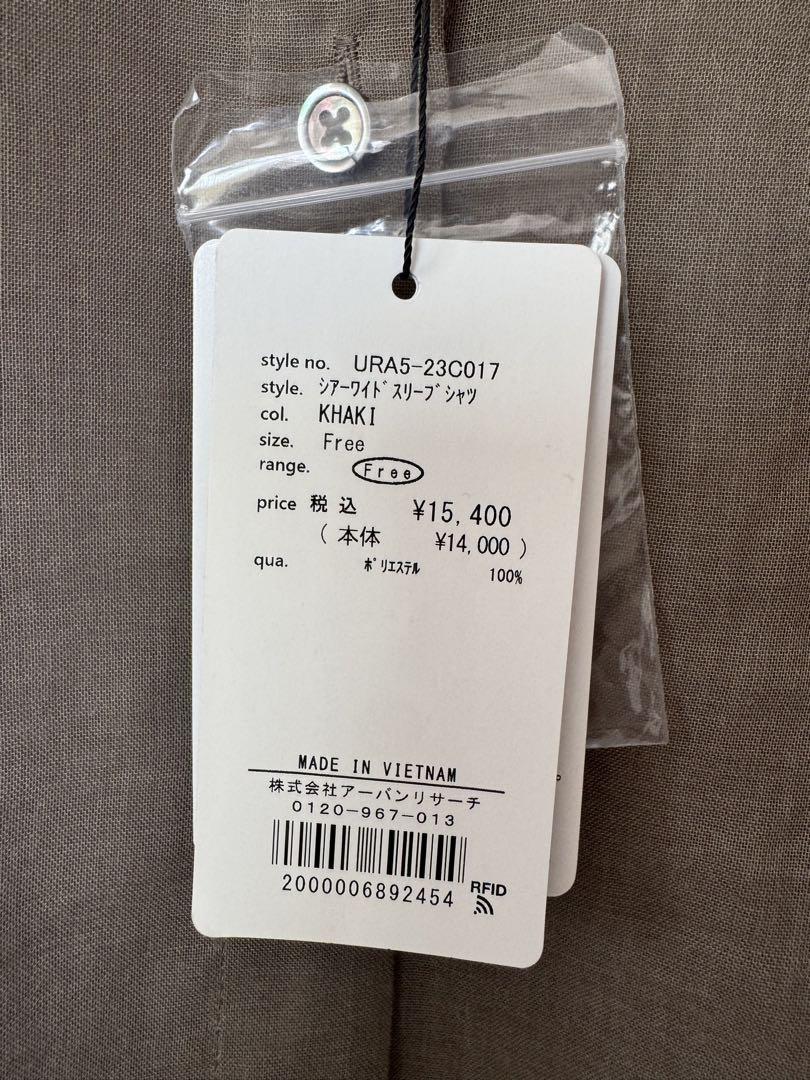 style no. URA5-23C017
style. ｼｱｰﾜｲﾄﾞｽﾘｰﾌﾞｼｬﾂ
col. KHAKI
size. Free
range. Free
price 税 込 ¥15,400
( 本体 ¥14,000 )
qua. ﾎﾟﾘｴｽﾃﾙ 100%
MADE IN VIETNAM
株式会社アーバンリサーチ
0120-967-013
2000006892454
RFID